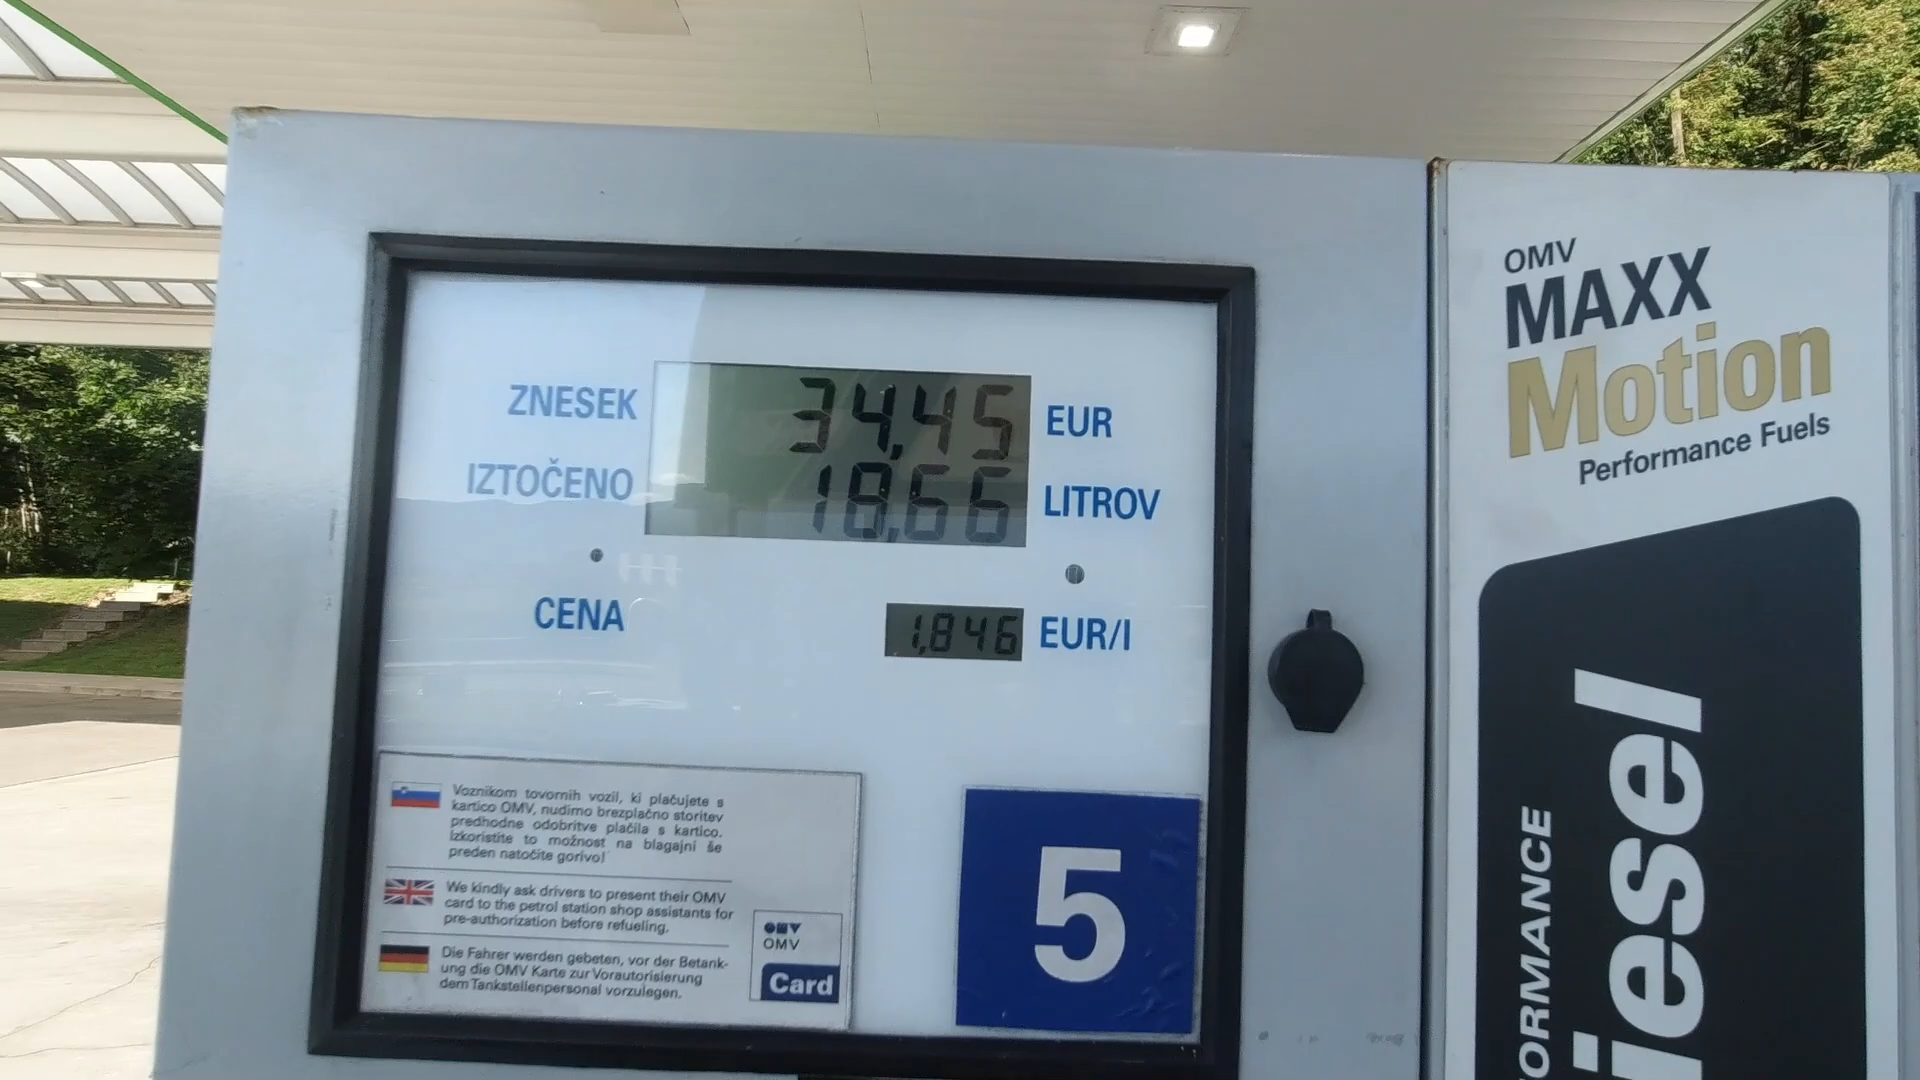 ZNESEK 34,45 EUR
IZTOČENO 18,66 LITROV
CENA 1,846 EUR/l
Voznikom tovornih vozil, ki plačujete s
kartico OMV, nudimo brezplačno storitev
predhodne odobritve plačila s kartico.
Izkoristite to možnost na blagajni še
preden natočite gorivo!
We kindly ask drivers to present their OMV
card to the petrol station shop assistants for
pre-authorization before refueling.
Die Fahrer werden gebeten, vor der Betank-
ung die OMV Karte zur Vorautorisierung
dem Tankstellenpersonal vorzulegen.
OMV
OMV
Card
5
OMV
MAXX
Motion
Performance Fuels
ORMANCE
iesel